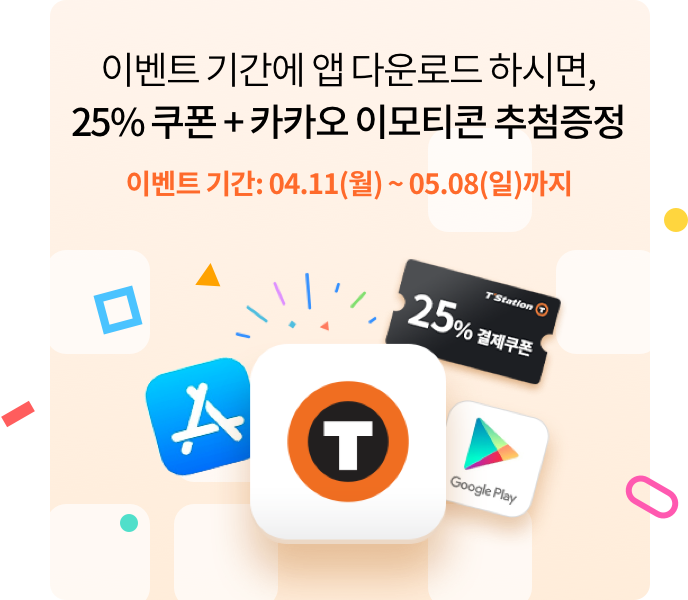 이벤트 기간에 앱 다운로드 하시면,
25% 쿠폰 + 카카오 이모티콘 추첨증정
이벤트 기간: 04.11(월) ~ 05.08(일)까지
T'Station T
25% 결제쿠폰
T
Google Play